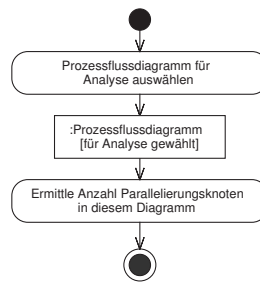 Prozessflussdiagramm für
Analyse auswählen
:Prozessflussdiagramm
[für Analyse gewählt]
Ermittle Anzahl Parallelierungsknoten
in diesem Diagramm